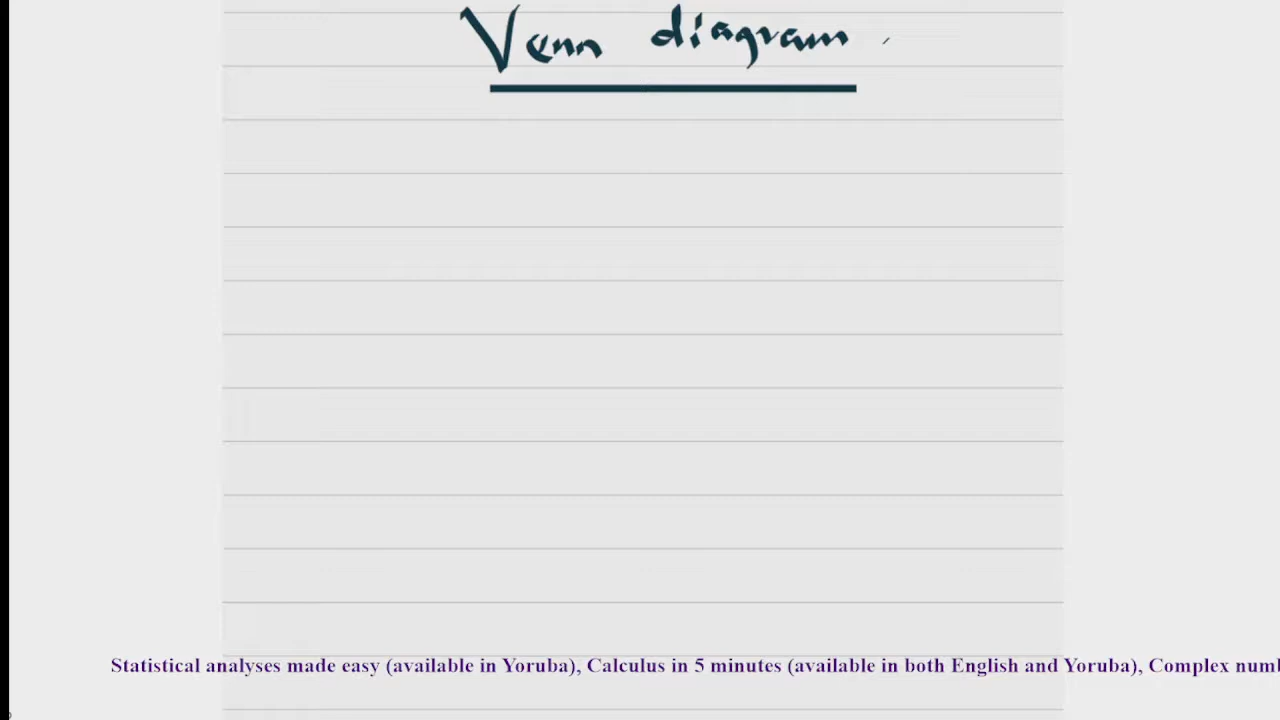 Venn diagram
Statistical analyses made easy (available in Yoruba), Calculus in 5 minutes (available in both English and Yoruba), Complex